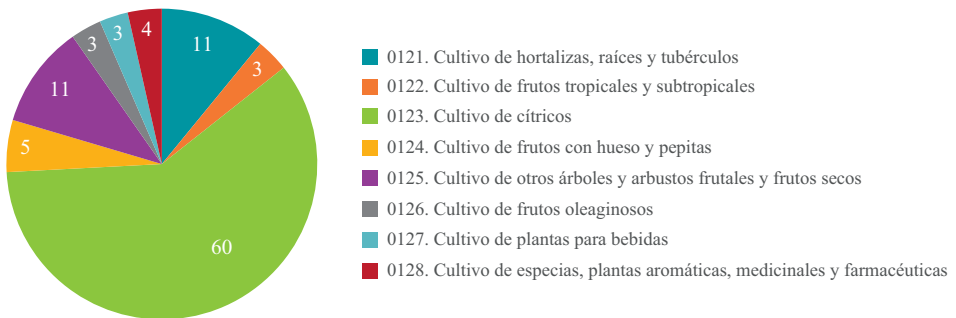 11
3
60
5
11
3
3
4
0121. Cultivo de hortalizas, raíces y tubérculos
0122. Cultivo de frutos tropicales y subtropicales
0123. Cultivo de cítricos
0124. Cultivo de frutos con hueso y pepitas
0125. Cultivo de otros árboles y arbustos frutales y frutos secos
0126. Cultivo de frutos oleaginosos
0127. Cultivo de plantas para bebidas
0128. Cultivo de especias, plantas aromáticas, medicinales y farmacéuticas